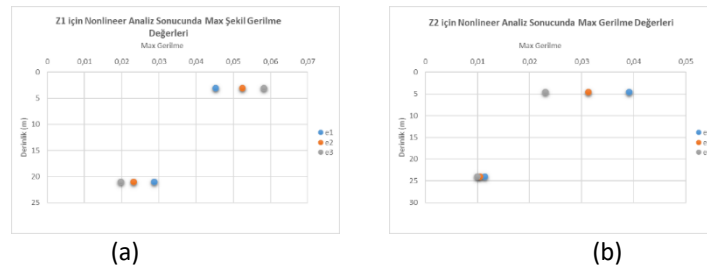 Z1 için Nonlineer Analiz Sonucunda Max Şekil Gerilme
Değerleri
Max Gerilme
0 0,01 0,02 0,03 0,04 0,05 0,06 0,07
0
5
10
15
20
25
Derinlik (m)
e1
e2
e3
(a)
Z2 için Nonlineer Analiz Sonucunda Max Gerilme Değerleri
Max Gerilme
0 0,01 0,02 0,03 0,04 0,05
0
5
10
15
20
25
30
Derinlik (m)
e
e
e
(b)